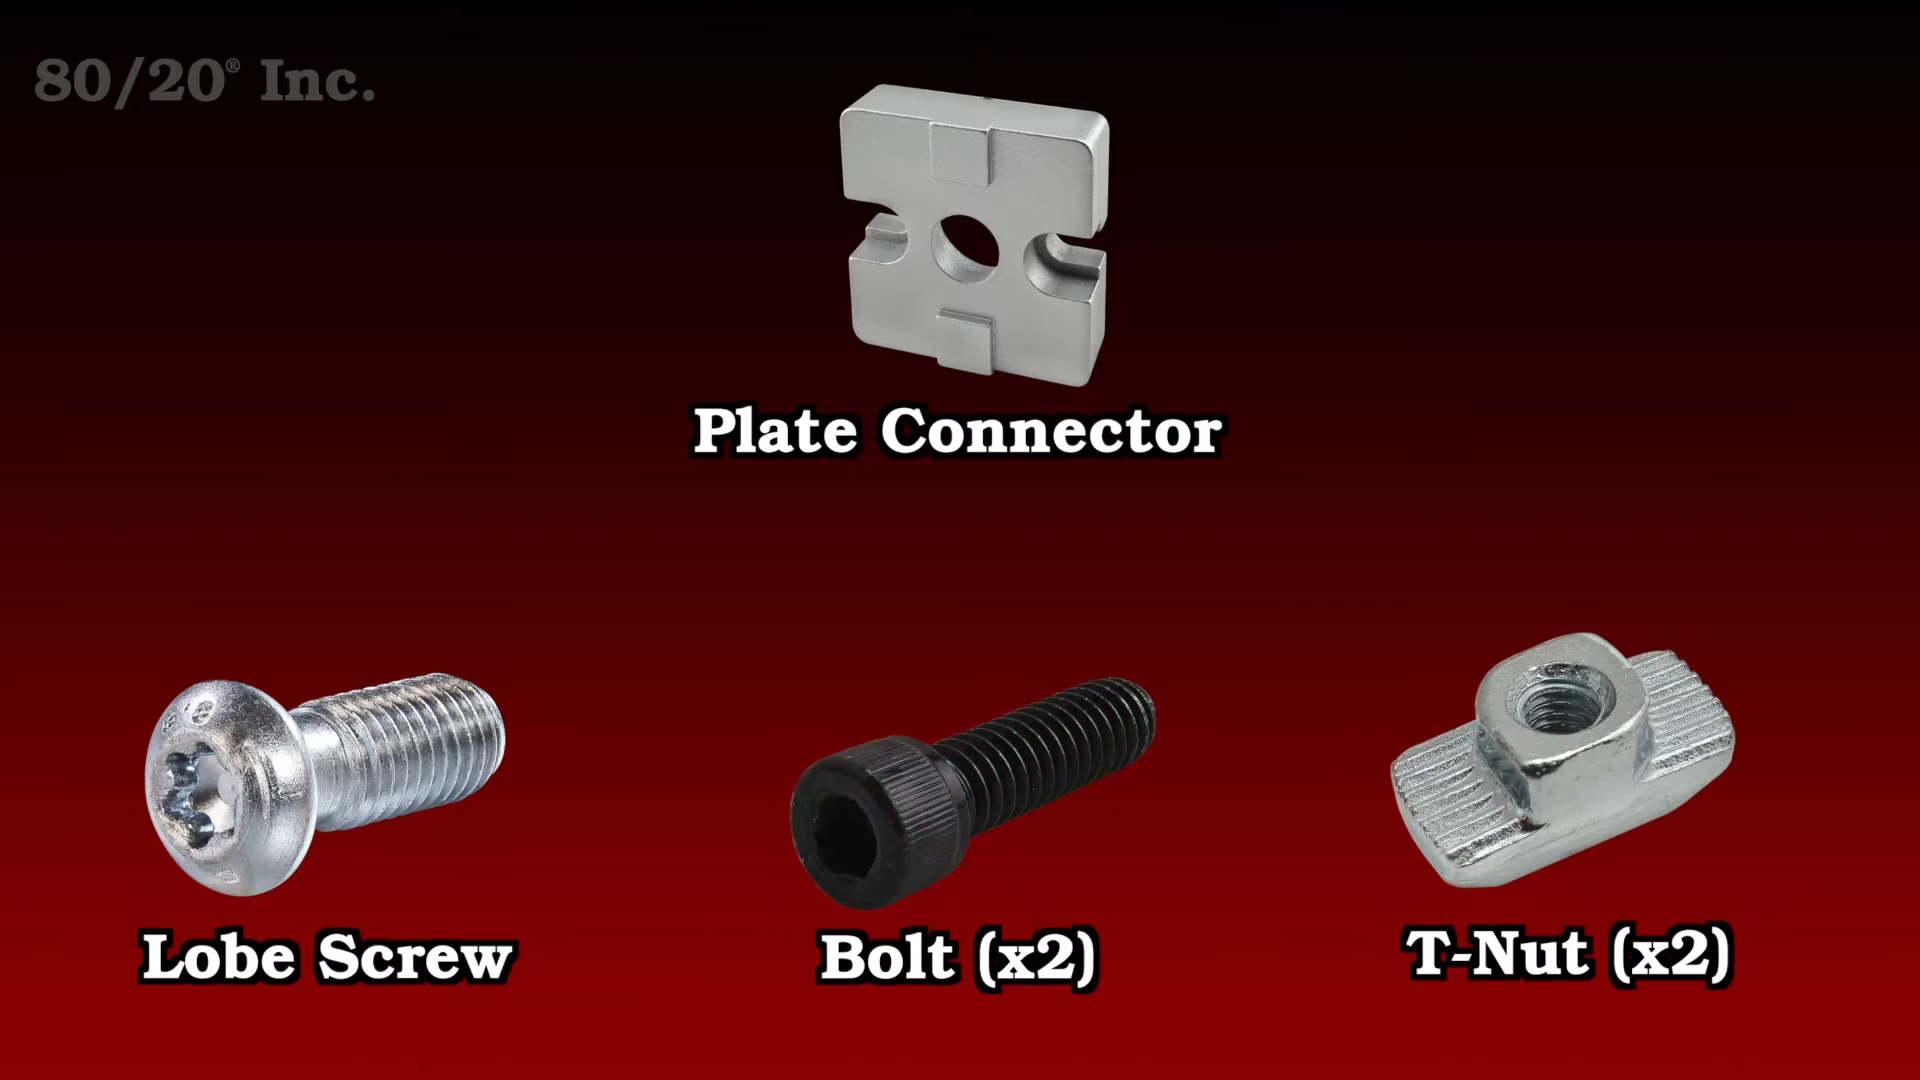 80/20® Inc.
Plate Connector
Lobe Screw
Bolt (x2)
T-Nut (x2)